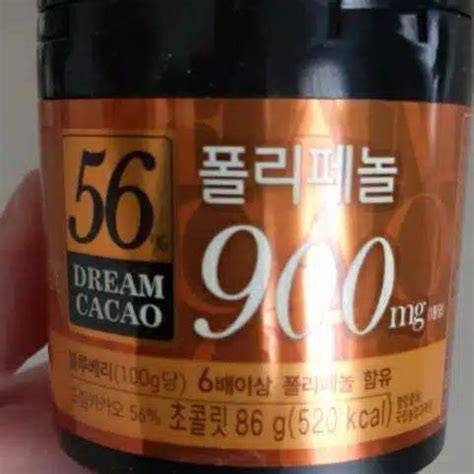 56%
DREAM
CACAO
폴리페놀
900mg
블루베리(100g당) 6배이상 폴리페놀 함유
드림카카오 56% 초콜릿 86 g(520 kcal)